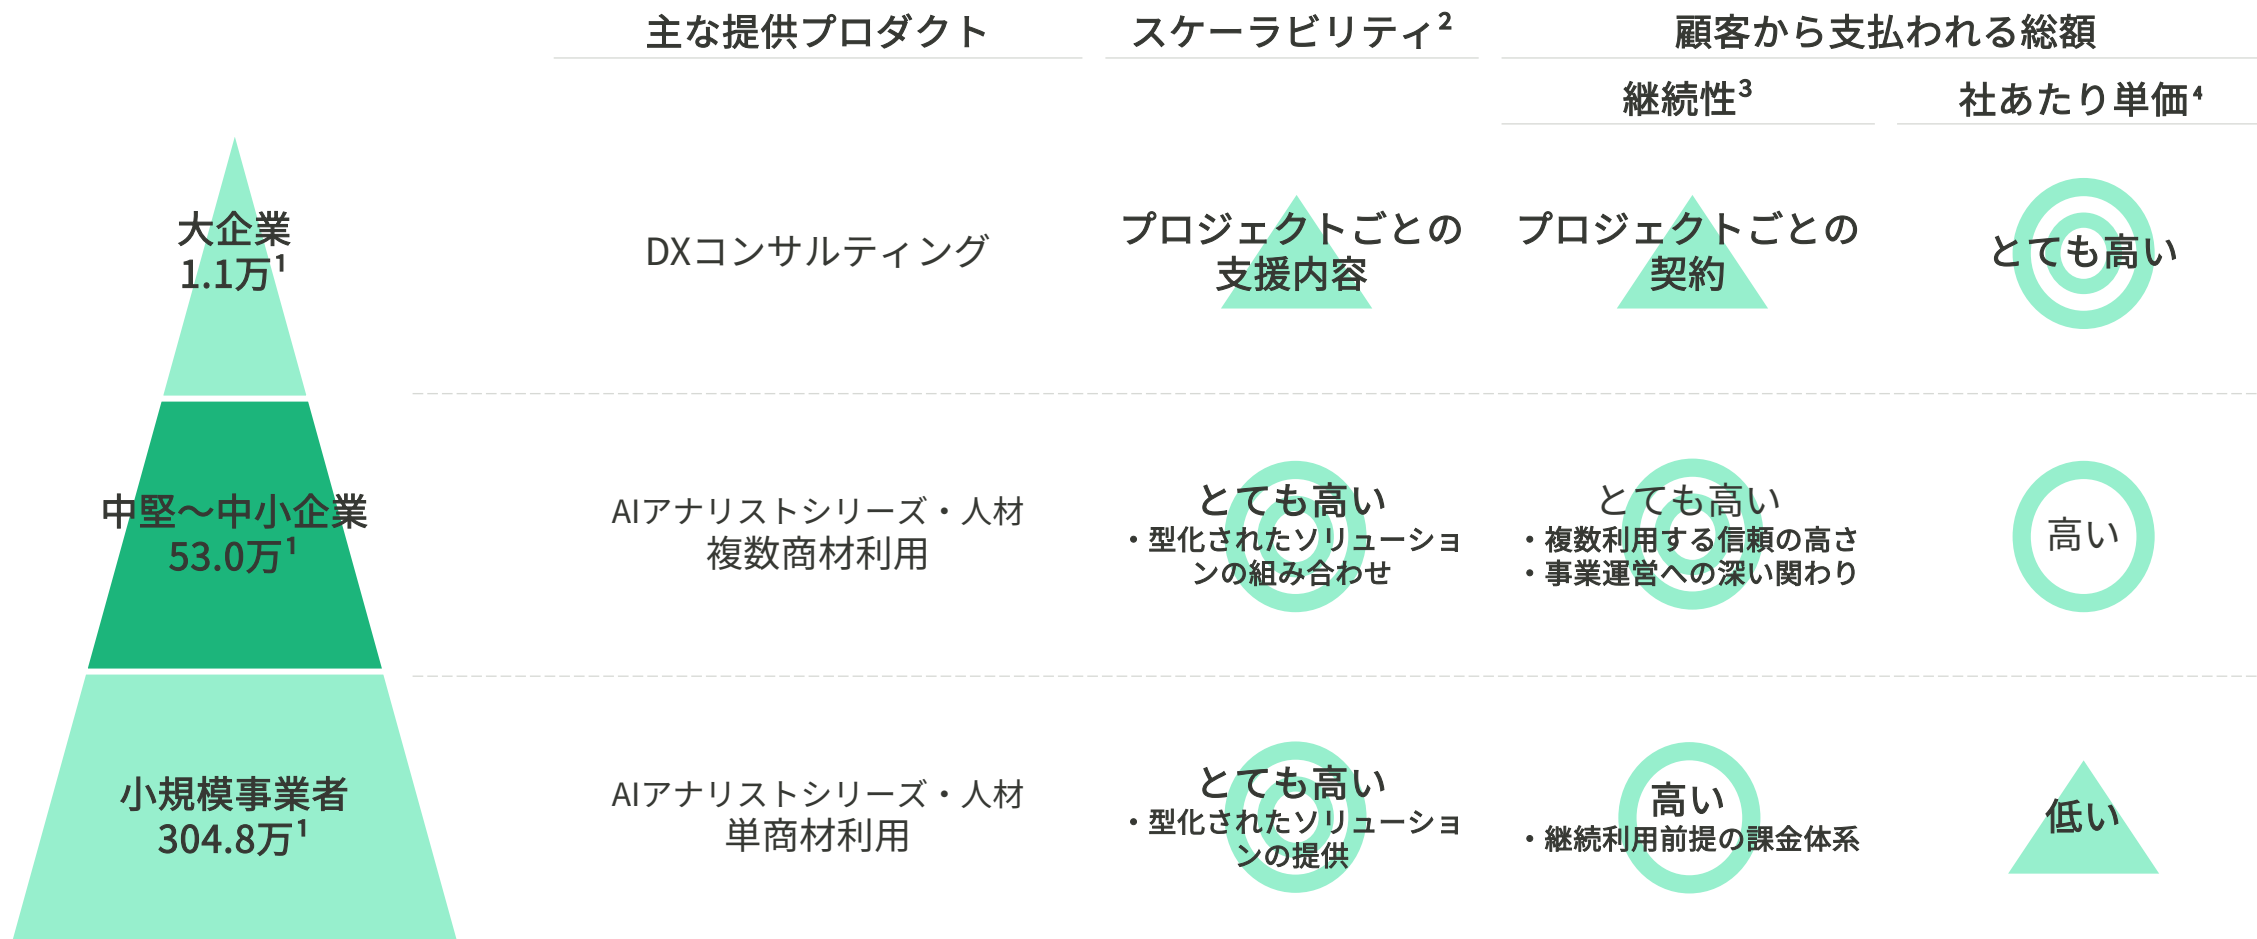 主な提供プロダクト
スケーラビリティ²
顧客から支払われる総額
継続性³
社あたり単価⁴
大企業
1.1万¹
DXコンサルティング
プロジェクトごとの
支援内容
プロジェクトごとの
契約
とても高い
中堅～中小企業
53.0万¹
AIアナリストシリーズ・人材
複数商材利用
とても高い
・型化されたソリューショ
ンの組み合わせ
とても高い
・複数利用する信頼の高さ
・事業運営への深い関わり
高い
小規模事業者
304.8万¹
AIアナリストシリーズ・人材
単商材利用
とても高い
・型化されたソリューショ
ンの提供
高い
・継続利用前提の課金体系
低い